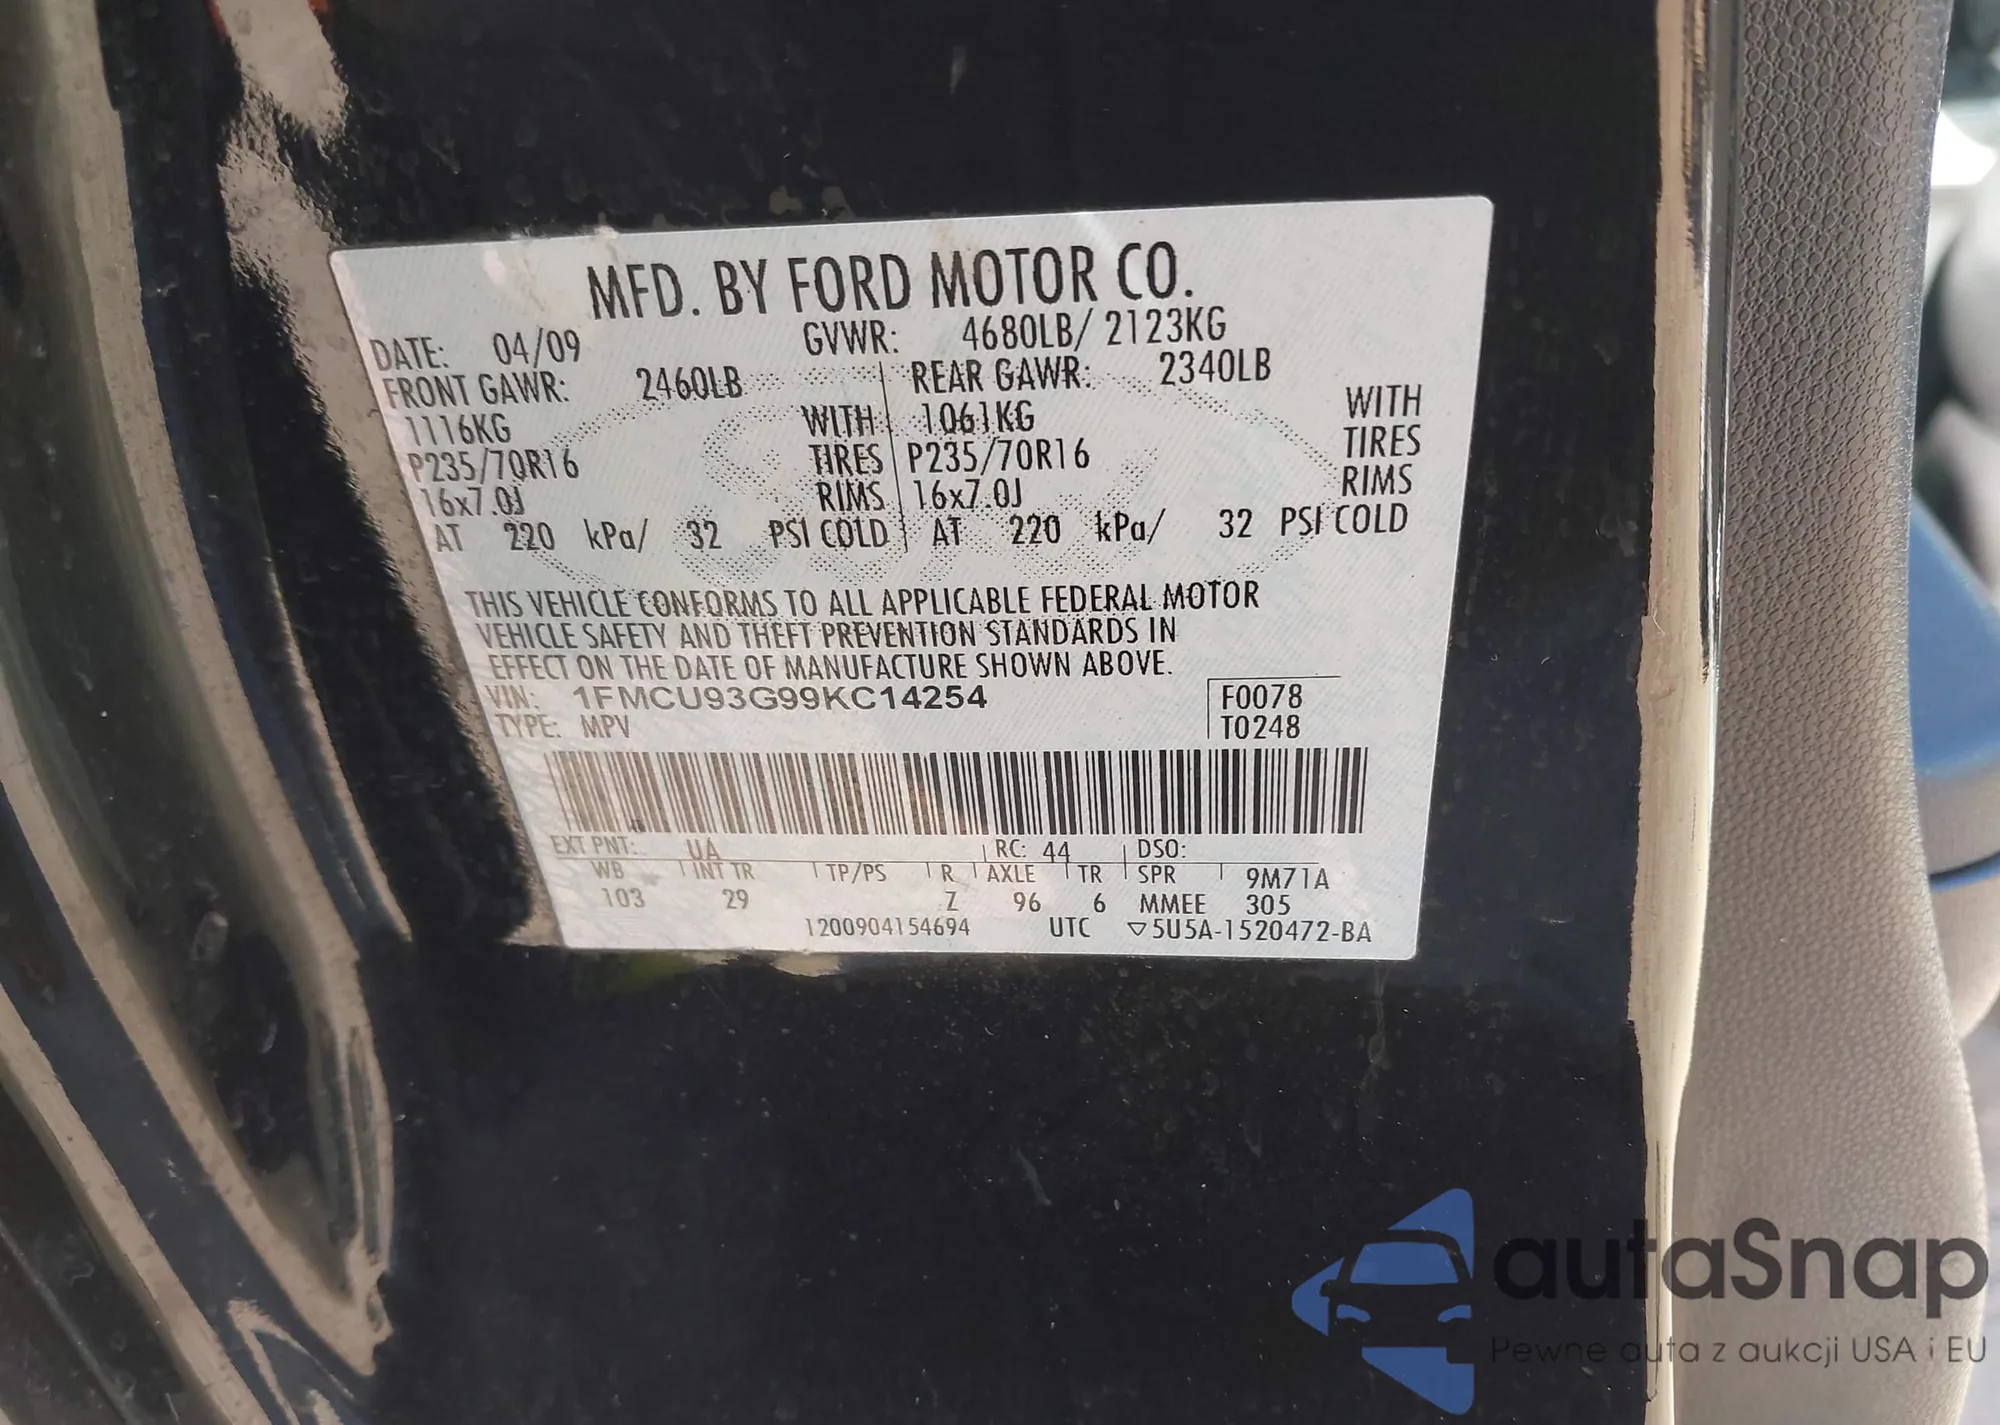 MFD. BY FORD MOTOR CO.
DATE: 04/09 GVWR: 4680LB/ 2123KG
FRONT GAWR: 2460LB REAR GAWR: 2340LB
1116KG WITH 1061KG WITH
P235/70R16 TIRES P235/70R16 TIRES
16x7.0J RIMS 16x7.0J RIMS
AT 220 kPa/ 32 PSI COLD AT 220 kPa/ 32 PSI COLD
THIS VEHICLE CONFORMS TO ALL APPLICABLE FEDERAL MOTOR
VEHICLE SAFETY AND THEFT PREVENTION STANDARDS IN
EFFECT ON THE DATE OF MANUFACTURE SHOWN ABOVE.
VIN: 1FMCU93G99KC14254 F0078
TYPE: MPV T0248
EXT PNT: UA RC: 44 DSO:
WB INT TR TP/PS R AXLE TR SPR 9M71A
103 29 Z 96 6 MMEE 305
1200904154694 UTC ▽5U5A-1520472-BA
autaSnap
Pewne auta z aukcji USA i EU